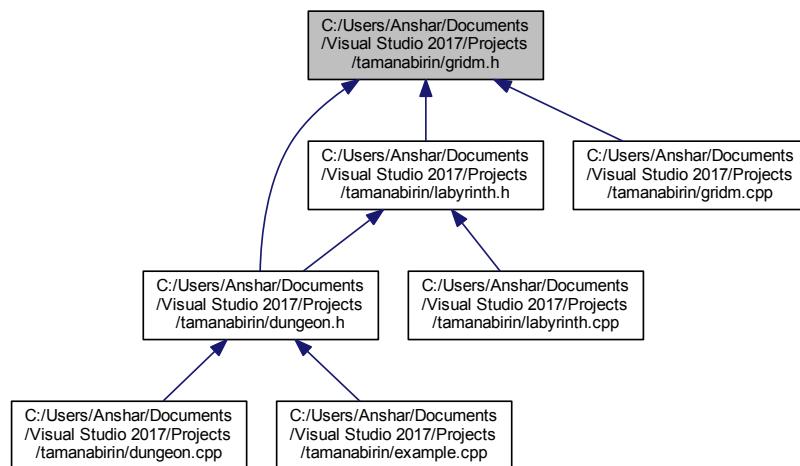 C:/Users/Anshar/Documents
/Visual Studio 2017/Projects
/tamanabirin/gridm.h
C:/Users/Anshar/Documents
/Visual Studio 2017/Projects
/tamanabirin/labyrinth.h
C:/Users/Anshar/Documents
/Visual Studio 2017/Projects
/tamanabirin/gridm.cpp
C:/Users/Anshar/Documents
/Visual Studio 2017/Projects
/tamanabirin/dungeon.h
C:/Users/Anshar/Documents
/Visual Studio 2017/Projects
/tamanabirin/labyrinth.cpp
C:/Users/Anshar/Documents
/Visual Studio 2017/Projects
/tamanabirin/dungeon.cpp
C:/Users/Anshar/Documents
/Visual Studio 2017/Projects
/tamanabirin/example.cpp